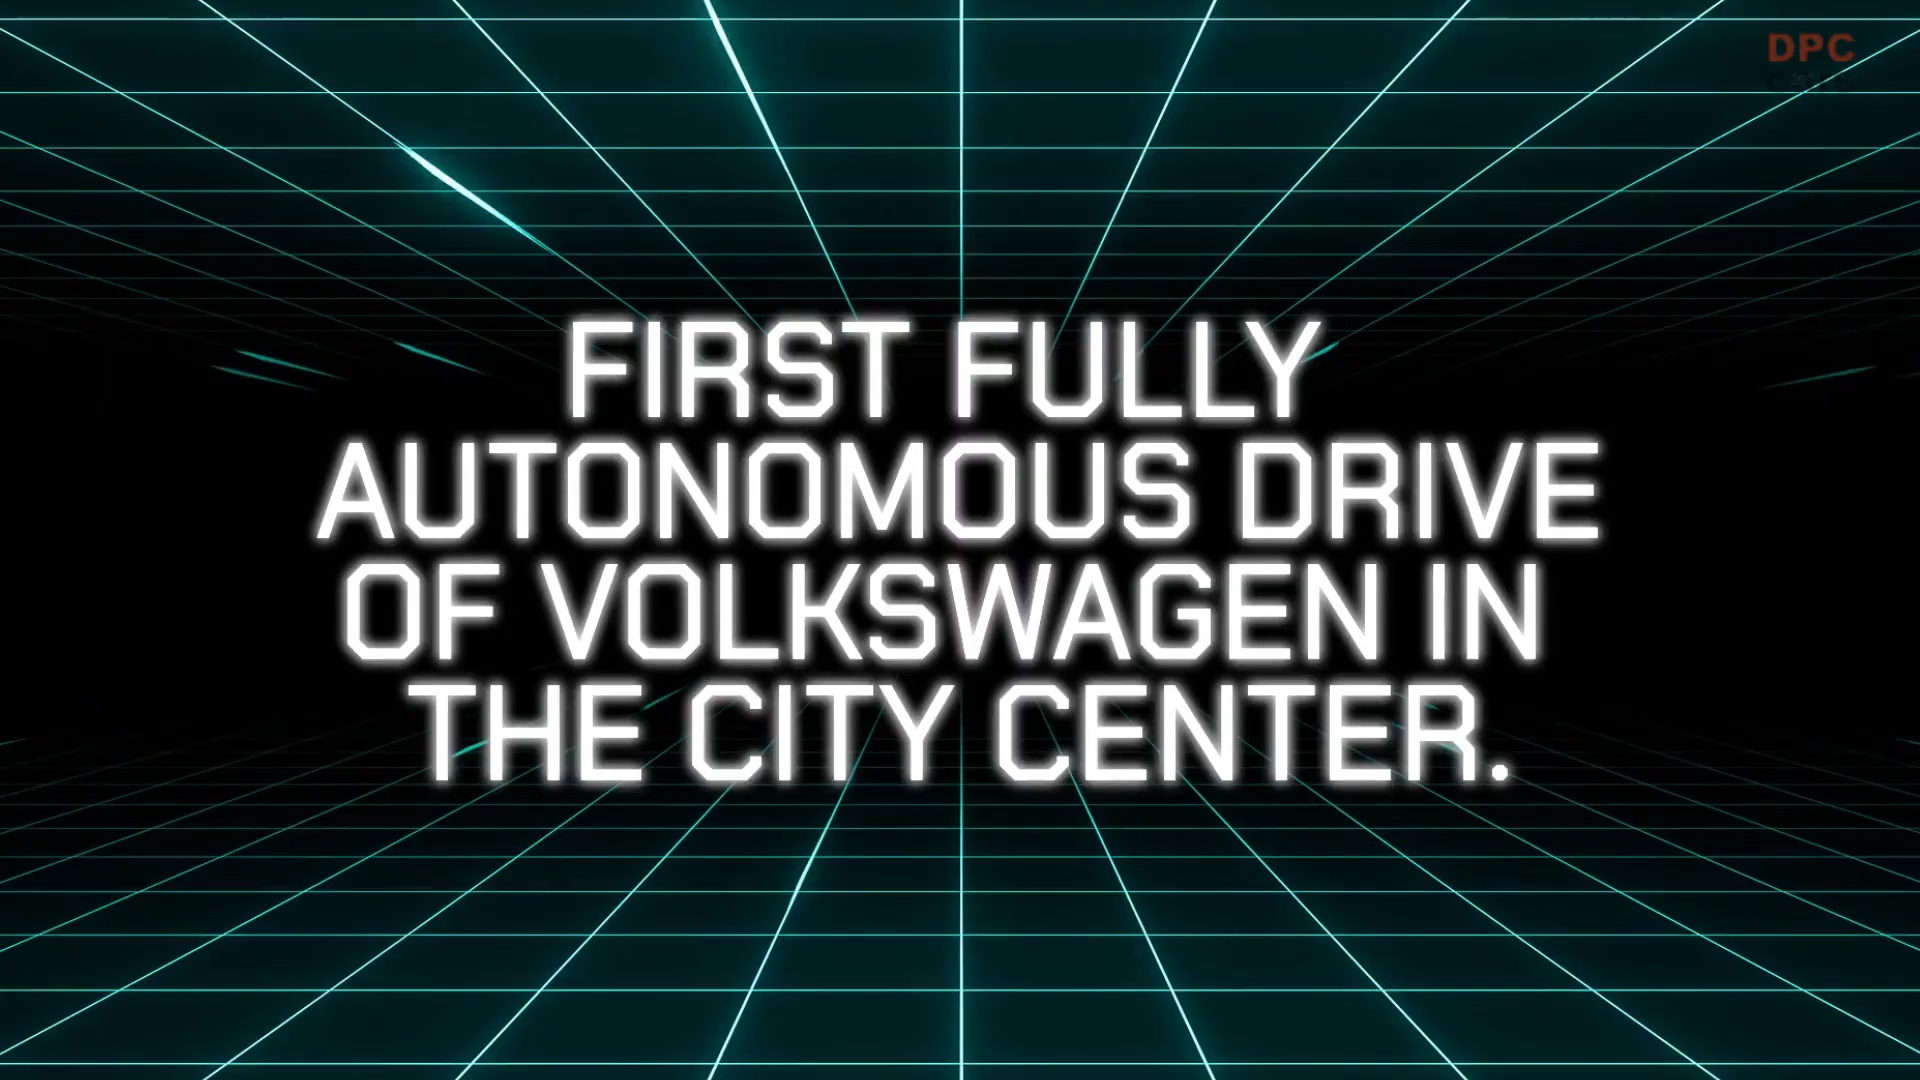 DPC
FIRST FULLY
AUTONOMOUS DRIVE
OF VOLKSWAGEN IN
THE CITY CENTER.